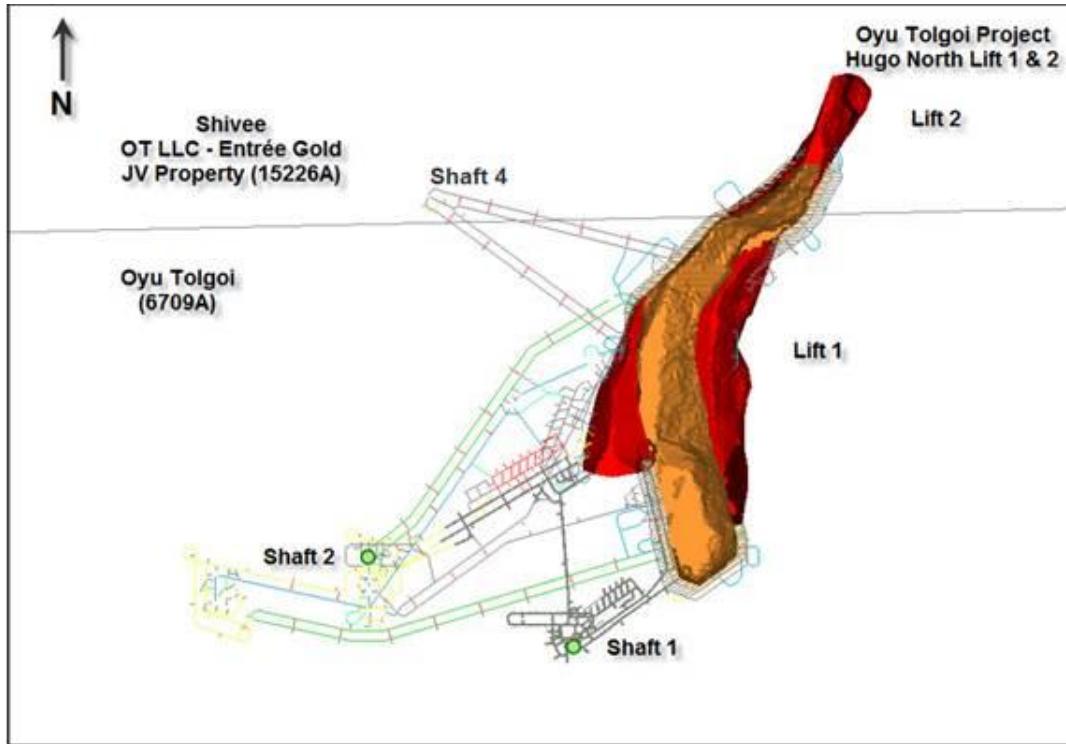 Oyu Tolgoi Project
Hugo North Lift 1 & 2
N
Shivee
OT LLC - Entrée Gold
JV Property (15226A)
Lift 2
Shaft 4
Oyu Tolgoi
(6709A)
Lift 1
Shaft 2
Shaft 1